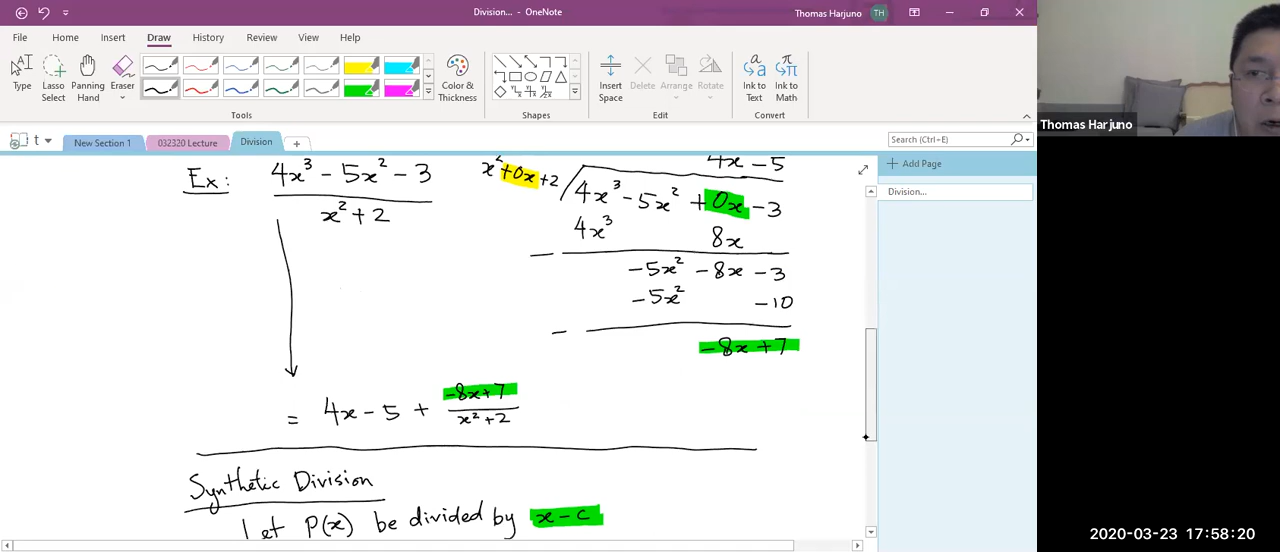 Division... - OneNote
Thomas Harjuno TH
File Home Insert Draw History Review View Help
Type Lasso Select Panning Hand Eraser Color & Thickness Insert Space Delete Arrange Rotate Ink to Text Ink to Math
Tools Shapes Edit Convert
Thomas Harjuno
t New Section 1 032320 Lecture Division +
Search (Ctrl+E)
Add Page
Division...
4x - 5
Ex: 4x³ - 5x² - 3
x² + 2
x² +0x +2 4x³ - 5x² + 0x - 3
4x³ 8x
- -5x² - 8x - 3
-5x² -10
- -8x + 7
= 4x - 5 + -8x+7
x² + 2
Synthetic Division
Let P(x) be divided by x - c
2020-03-23 17:58:20